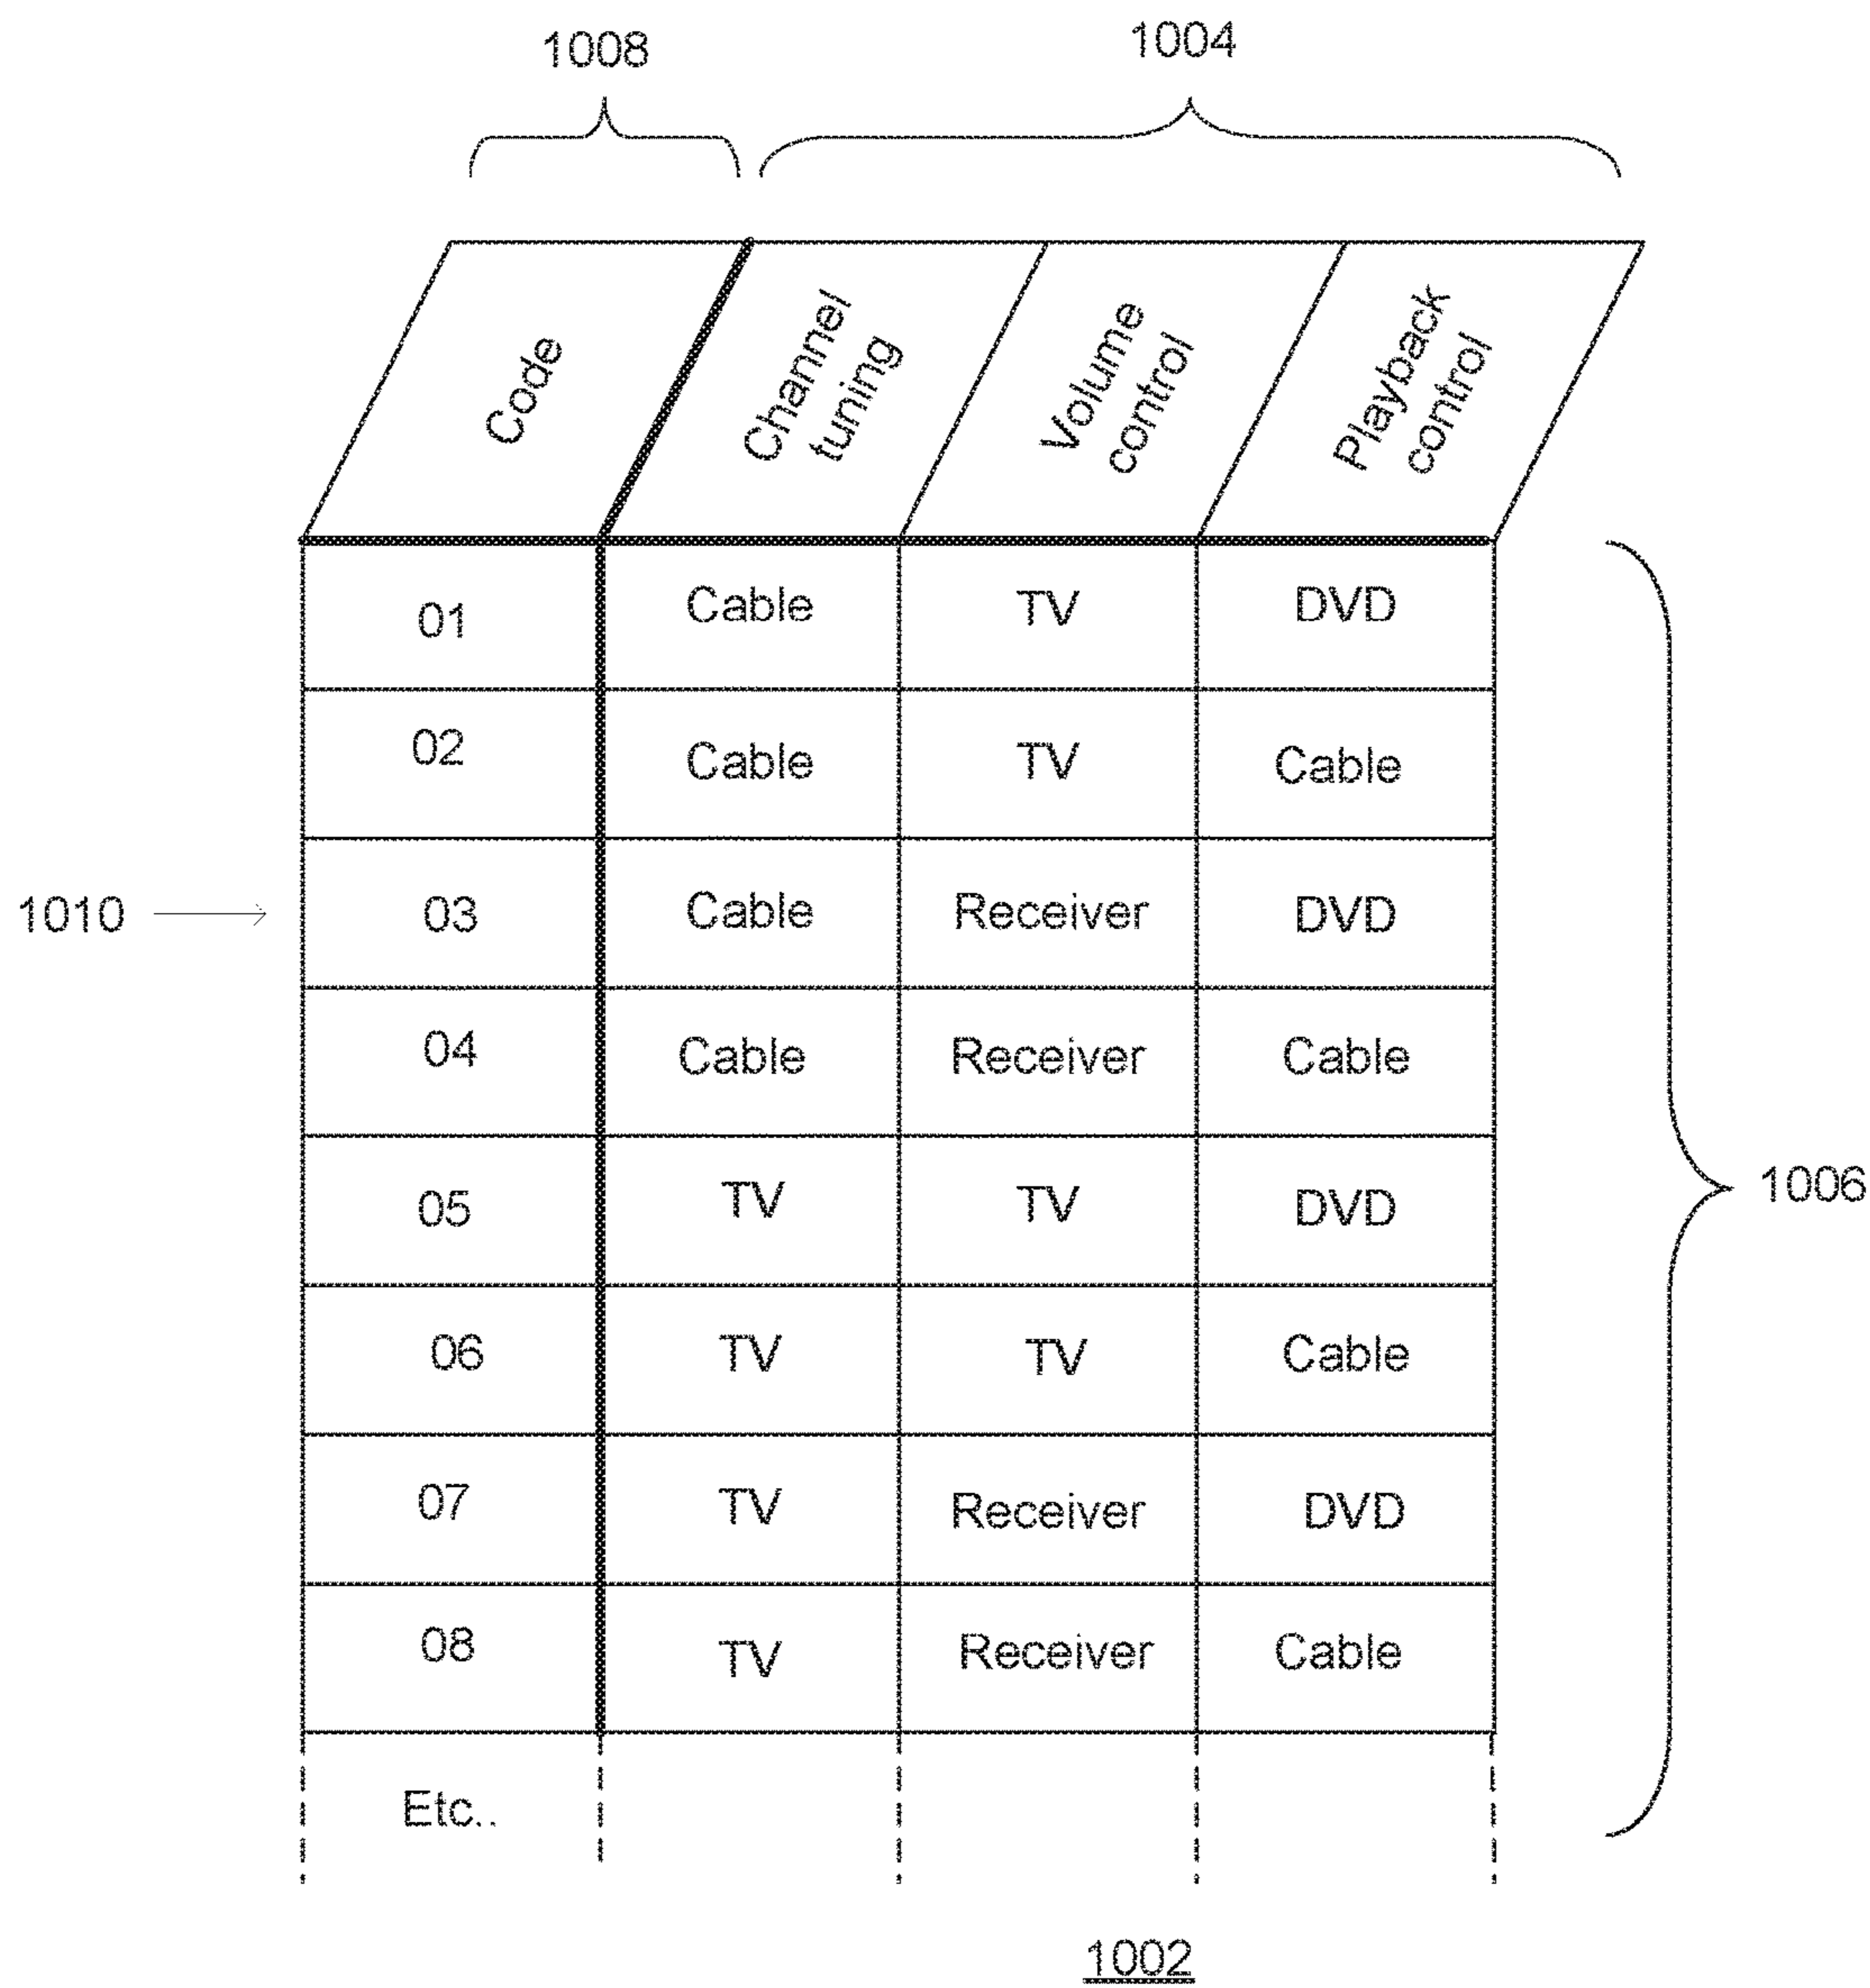 1008 1004
Code
Channel
tuning
Volume
control
Playback
control
01 Cable TV DVD
02 Cable TV Cable
1010 03 Cable Receiver DVD
04 Cable Receiver Cable
05 TV TV DVD
1006
06 TV TV Cable
07 TV Receiver DVD
08 TV Receiver Cable
Etc..
1002